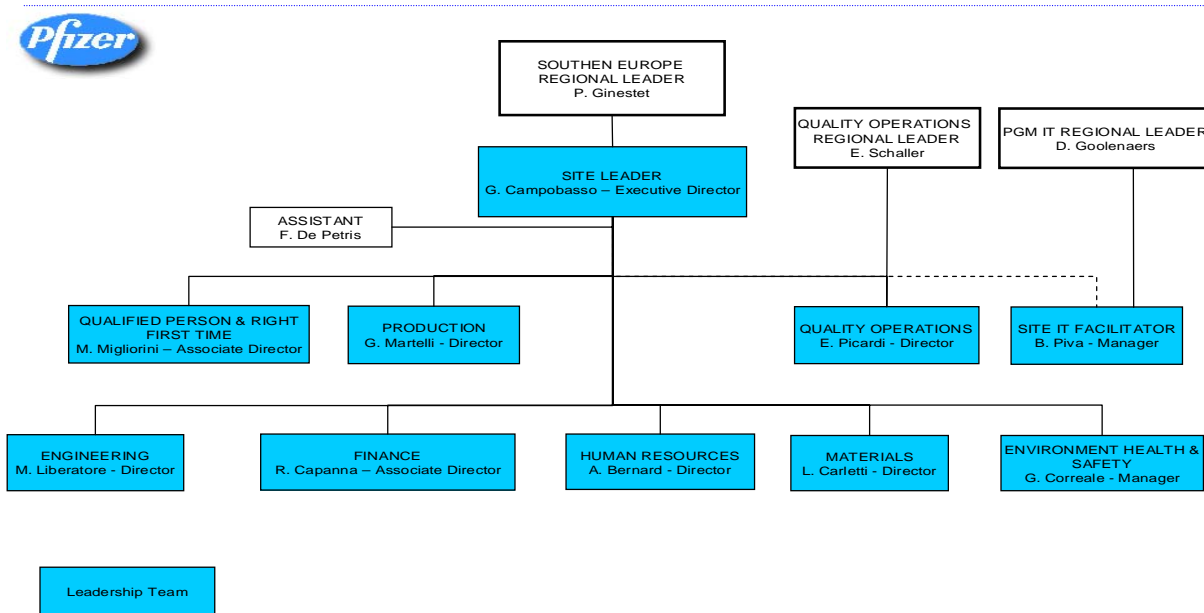 Pfizer
SOUTHEN EUROPE
REGIONAL LEADER
P. Ginestet
QUALITY OPERATIONS
REGIONAL LEADER
E. Schaller
PGM IT REGIONAL LEADER
D. Goolenaers
SITE LEADER
G. Campobasso – Executive Director
ASSISTANT
F. De Petris
QUALIFIED PERSON & RIGHT
FIRST TIME
M. Migliorini – Associate Director
PRODUCTION
G. Martelli - Director
QUALITY OPERATIONS
E. Picardi - Director
SITE IT FACILITATOR
B. Piva - Manager
ENGINEERING
M. Liberatore - Director
FINANCE
R. Capanna – Associate Director
HUMAN RESOURCES
A. Bernard - Director
MATERIALS
L. Carletti - Director
ENVIRONMENT HEALTH &
SAFETY
G. Correale - Manager
Leadership Team